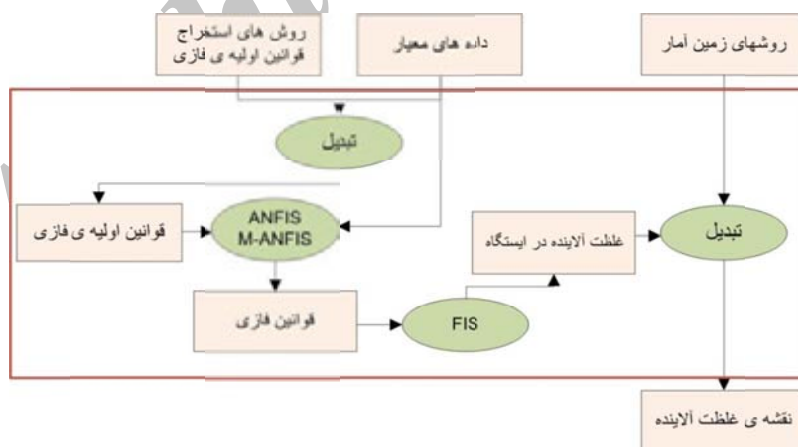 روشهای زمین آمار
داده های معیار
روش های استخراج
قوانین اولیه ی فازی
تبدیل
قوانین اولیه ی فازی
ANFIS
M-ANFIS
غلظت آلاینده در ایستگاه
تبدیل
قوانین فازی
FIS
نقشه ی غلظت آلاینده